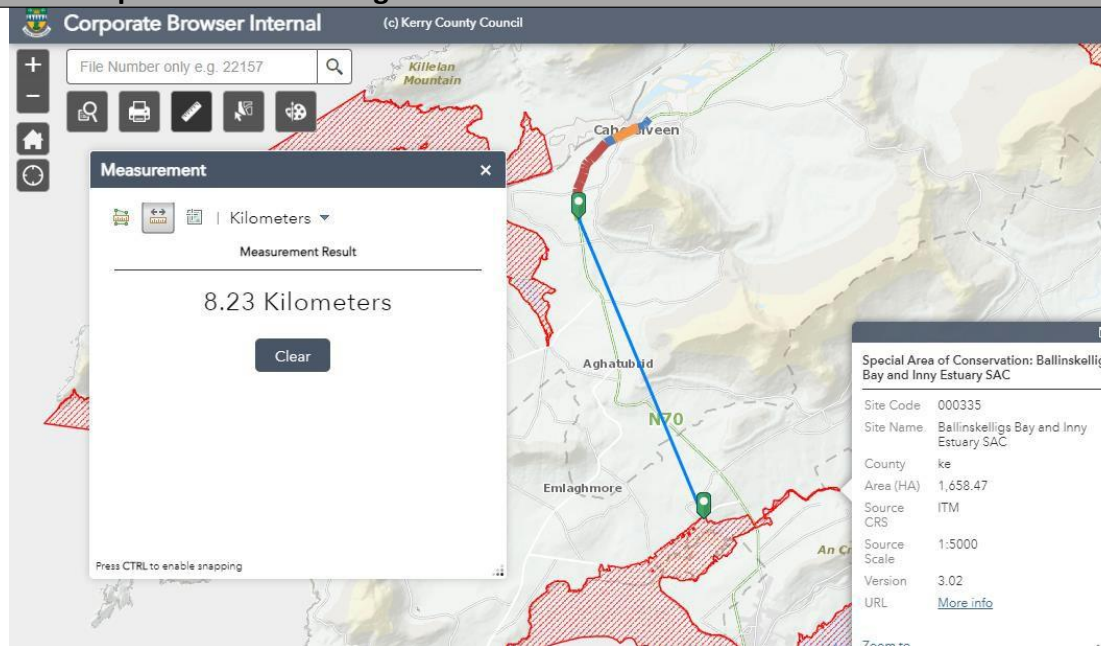 Corporate Browser Internal (c) Kerry County Council
File Number only e.g. 22157
Killelan
Mountain
Measurement ×
Kilometers
Measurement Result
8.23 Kilometers
Clear
Press CTRL to enable snapping
Aghatubrid
N70
Emlaghmore
An C
Special Area of Conservation: Ballinskellig
Bay and Inny Estuary SAC
Site Code 000335
Site Name Ballinskelligs Bay and Inny
Estuary SAC
County ke
Area (HA) 1,658.47
Source ITM
CRS
Source 1:5000
Scale
Version 3.02
URL More info
Zoom to